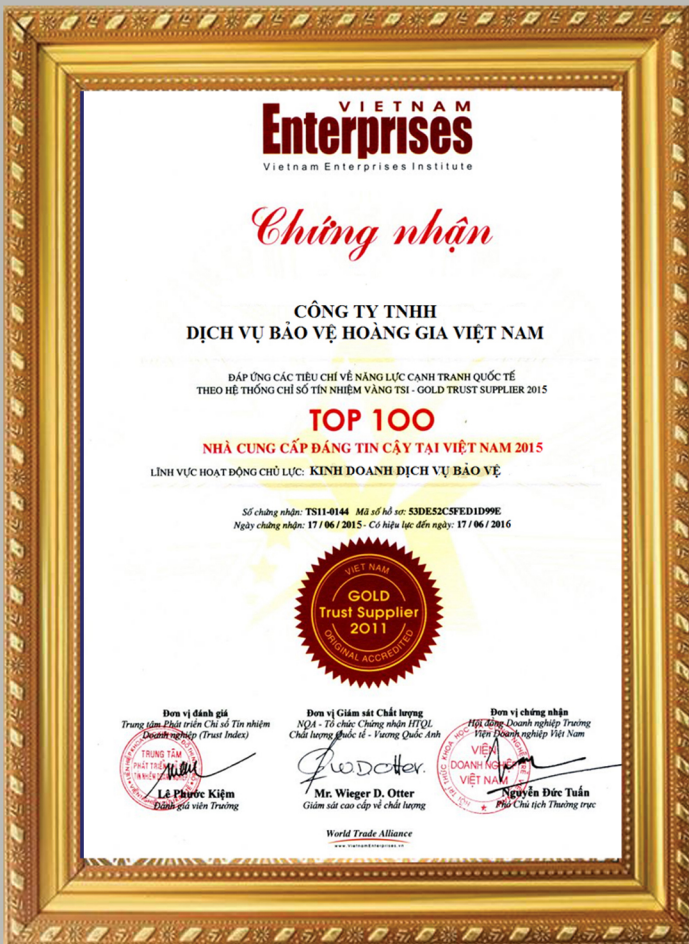 VIETNAM
Enterprises
Vietnam Enterprises Institute
Chứng nhận
CÔNG TY TNHH
DỊCH VỤ BẢO VỆ HOÀNG GIA VIỆT NAM
ĐÁP ỨNG CÁC TIÊU CHÍ VỀ NĂNG LỰC CẠNH TRANH QUỐC TẾ
THEO HỆ THỐNG CHỈ SỐ TÍN NHIỆM VÀNG TSI - GOLD TRUST SUPPLIER 2015
TOP 100
NHÀ CUNG CẤP ĐÁNG TIN CẬY TẠI VIỆT NAM 2015
LĨNH VỰC HOẠT ĐỘNG CHỦ LỰC: KINH DOANH DỊCH VỤ BẢO VỆ
Số chứng nhận: TS11-0144 Mã số hồ sơ: 53DE52C5FED1D99E
Ngày chứng nhận: 17 / 06 / 2015 - Có hiệu lực đến ngày: 17 / 06 / 2016
VIET NAM
GOLD
Trust Supplier
2011
ORIGINAL ACCREDITED
Đơn vị đánh giá
Trung tâm Phát triển Chỉ số Tín nhiệm
Doanh nghiệp (Trust Index)
TRUNG TÂM
PHÁT TRIỂN
Lê Phước Kiệm
Đánh giá viên Trưởng
Đơn vị Giám sát Chất lượng
NQA - Tổ chức Chứng nhận HTQL
Chất lượng Quốc tế - Vương Quốc Anh
Mr. Wieger D. Otter
Giám sát cao cấp về chất lượng
Đơn vị chứng nhận
Hội đồng Doanh nghiệp Trưởng
Viện Doanh nghiệp Việt Nam
VIỆN
DOANH NGHIỆP
VIỆT NAM
Nguyễn Đức Tuấn
Phó Chủ tịch Thường trực
World Trade Alliance
www.vietnamEnterprises.vn